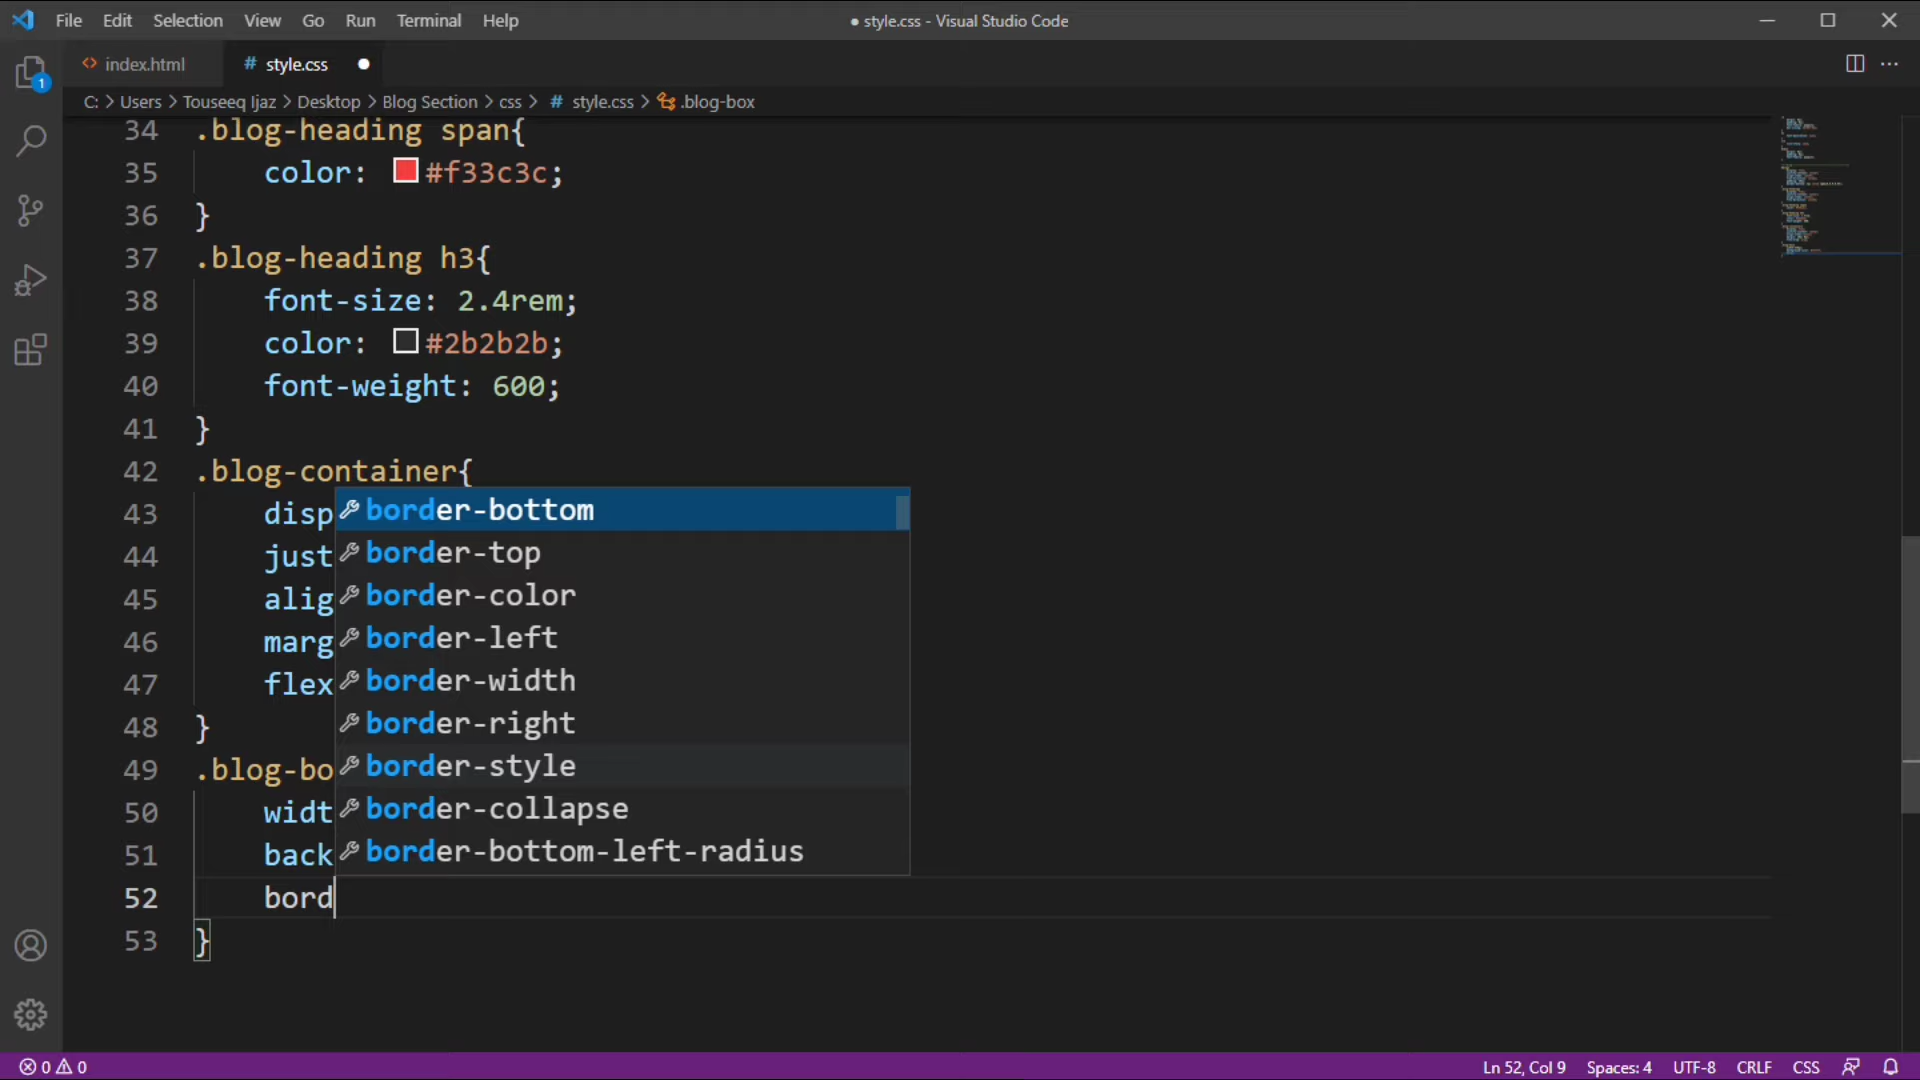 File Edit Selection View Go Run Terminal Help
● style.css - Visual Studio Code
index.html
# style.css ●
C: > Users > Touseeq Ijaz > Desktop > Blog Section > css > # style.css > .blog-box
34 .blog-heading span{
35 color: #f33c3c;
36 }
37 .blog-heading h3{
38 font-size: 2.4rem;
39 color: #2b2b2b;
40 font-weight: 600;
41 }
42 .blog-container{
43 disp
44 just
45 alig
46 marg
47 flex
48 }
49 .blog-bo
50 widt
51 back
52 bord
53 }
border-bottom
border-top
border-color
border-left
border-width
border-right
border-style
border-collapse
border-bottom-left-radius
1
0 0
Ln 52, Col 9 Spaces: 4 UTF-8 CRLF CSS